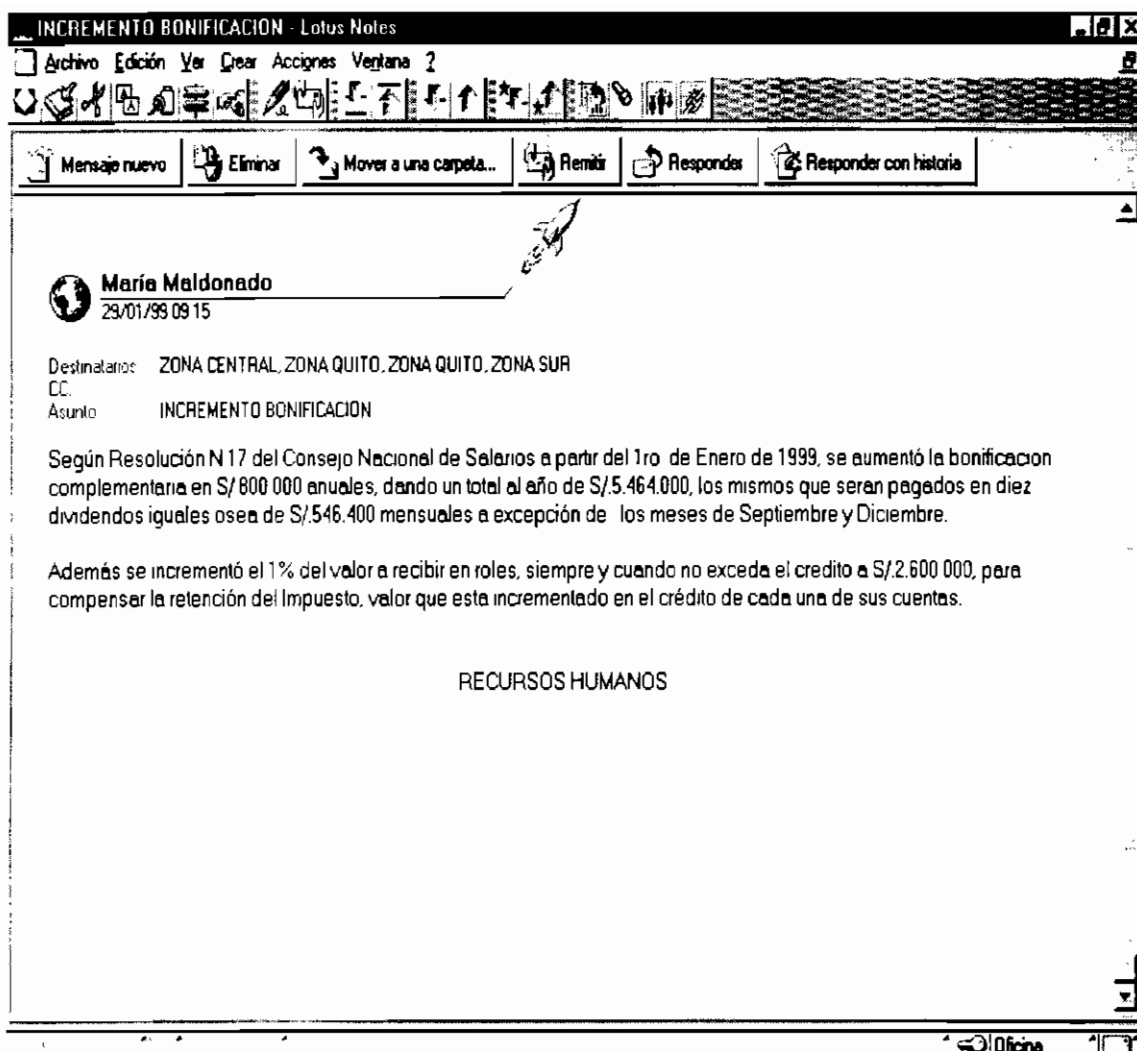 INCREMENTO BONIFICACION - Lotus Notes
Archivo Edición Ver Crear Acciones Ventana ?
Mensaje nuevo Eliminar Mover a una carpeta... Remitir Responder Responder con historia
María Maldonado
29/01/99 09 15
Destinatarios ZONA CENTRAL, ZONA QUITO, ZONA QUITO, ZONA SUR
CC.
Asunto INCREMENTO BONIFICACION
Según Resolución N 17 del Consejo Nacional de Salarios a partir del 1ro de Enero de 1999, se aumentó la bonificacion
complementaria en S/ 800 000 anuales, dando un total al año de S/.5.464.000, los mismos que seran pagados en diez
dividendos iguales osea de S/.546.400 mensuales a excepción de los meses de Septiembre y Diciembre.
Además se incrementó el 1% del valor a recibir en roles, siempre y cuando no exceda el credito a S/.2.600 000, para
compensar la retención del Impuesto, valor que esta incrementado en el crédito de cada una de sus cuentas.
RECURSOS HUMANOS
Oficina